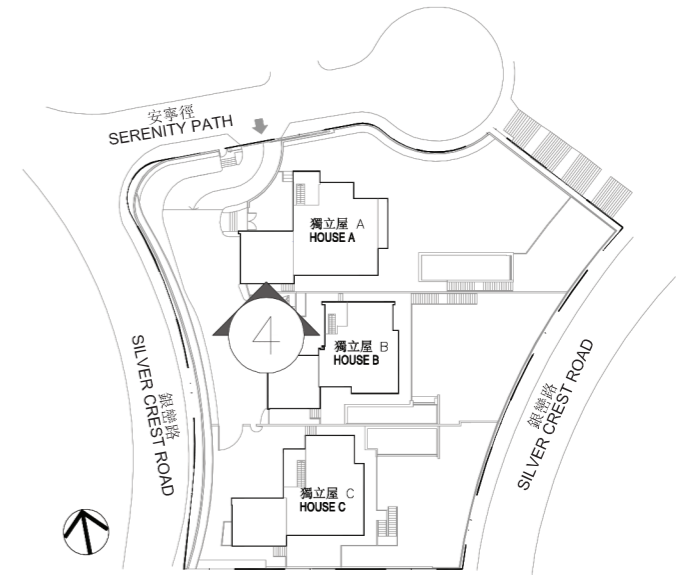 安寧徑
SERENITY PATH
獨立屋 A
HOUSE A
4
獨立屋 B
HOUSE B
銀巒路
SILVER CREST ROAD
銀巒路
SILVER CREST ROAD
獨立屋 C
HOUSE C